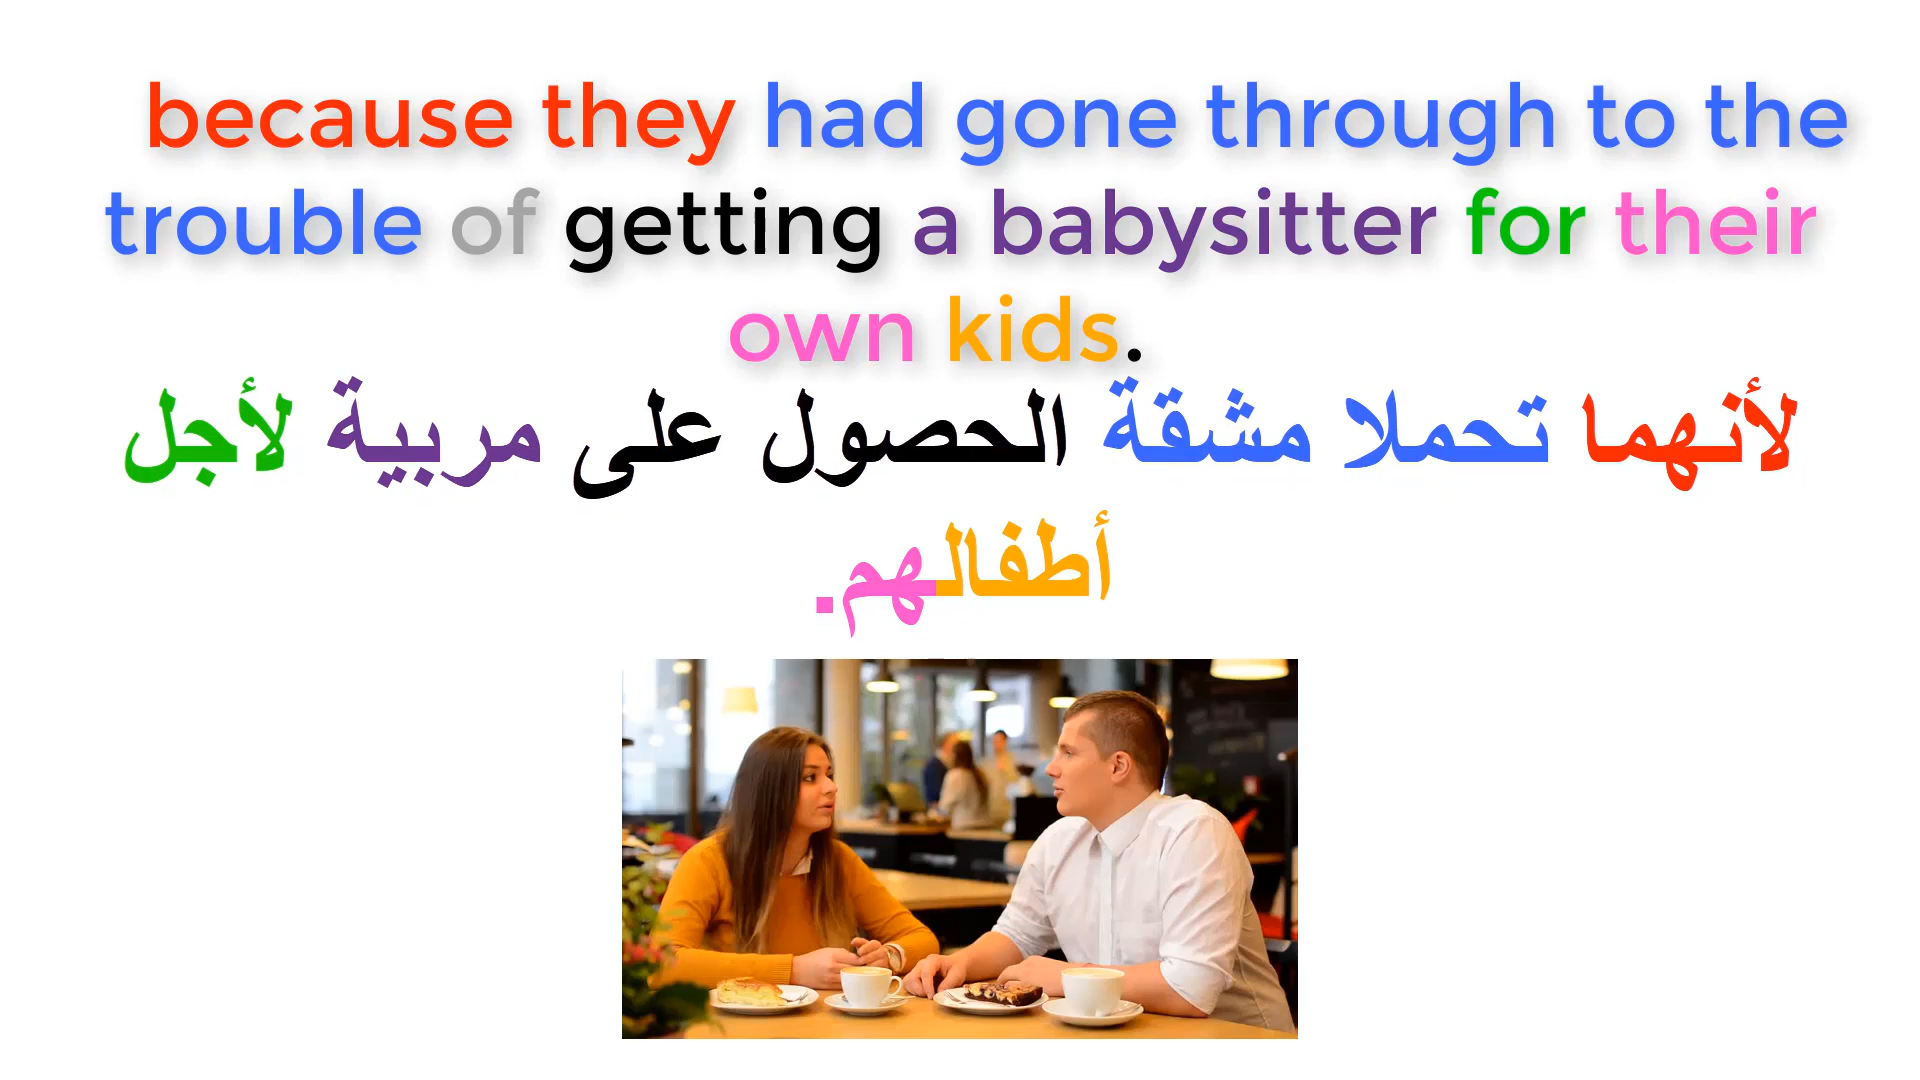 because they had gone through to the
trouble of getting a babysitter for their
own kids.
لأنهما تحملا مشقة الحصول على مربية لأجل
أطفالهم.